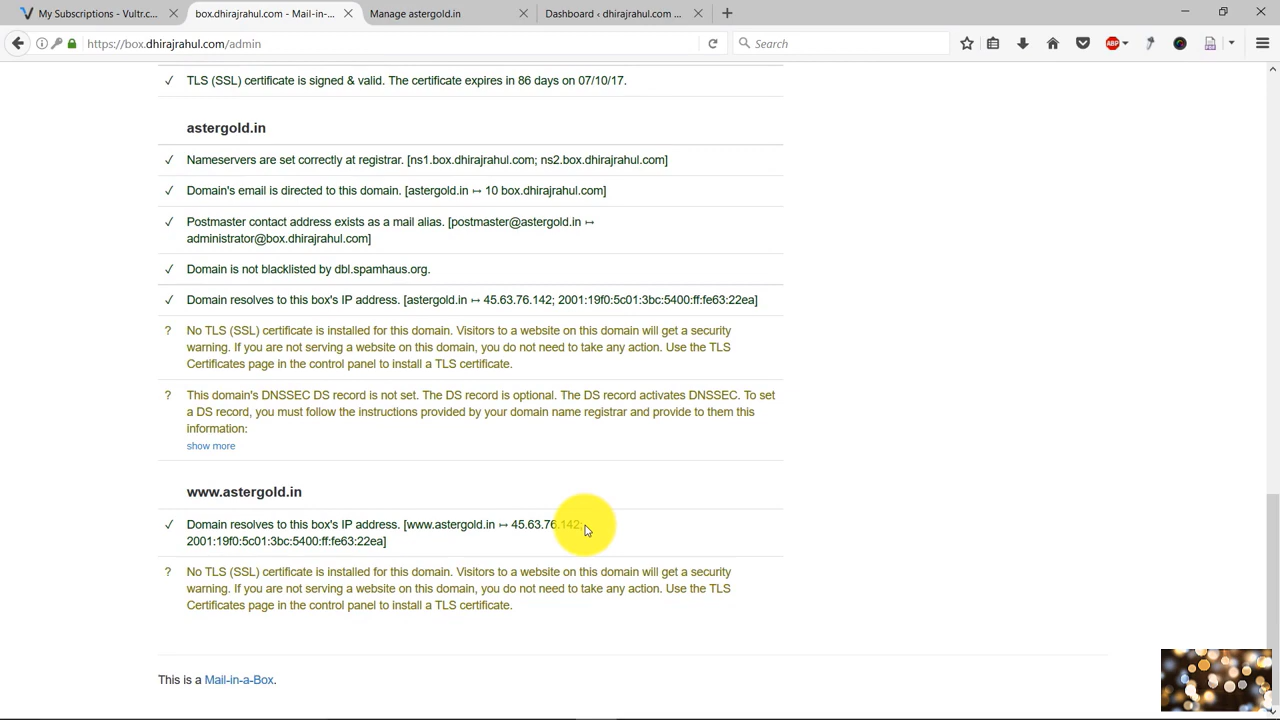 My Subscriptions - Vultr.c...
box.dhirajrahul.com - Mail-in-...
Manage astergold.in
Dashboard ‹ dhirajrahul.com ...
https://box.dhirajrahul.com/admin
Search
ABP
✓ TLS (SSL) certificate is signed & valid. The certificate expires in 86 days on 07/10/17.
astergold.in
✓ Nameservers are set correctly at registrar. [ns1.box.dhirajrahul.com; ns2.box.dhirajrahul.com]
✓ Domain's email is directed to this domain. [astergold.in ↦ 10 box.dhirajrahul.com]
✓ Postmaster contact address exists as a mail alias. [postmaster@astergold.in ↦
administrator@box.dhirajrahul.com]
✓ Domain is not blacklisted by dbl.spamhaus.org.
✓ Domain resolves to this box's IP address. [astergold.in ↦ 45.63.76.142; 2001:19f0:5c01:3bc:5400:ff:fe63:22ea]
? No TLS (SSL) certificate is installed for this domain. Visitors to a website on this domain will get a security
warning. If you are not serving a website on this domain, you do not need to take any action. Use the TLS
Certificates page in the control panel to install a TLS certificate.
? This domain's DNSSEC DS record is not set. The DS record is optional. The DS record activates DNSSEC. To set
a DS record, you must follow the instructions provided by your domain name registrar and provide to them this
information:
show more
www.astergold.in
✓ Domain resolves to this box's IP address. [www.astergold.in ↦ 45.63.76.142;
2001:19f0:5c01:3bc:5400:ff:fe63:22ea]
? No TLS (SSL) certificate is installed for this domain. Visitors to a website on this domain will get a security
warning. If you are not serving a website on this domain, you do not need to take any action. Use the TLS
Certificates page in the control panel to install a TLS certificate.
This is a Mail-in-a-Box.